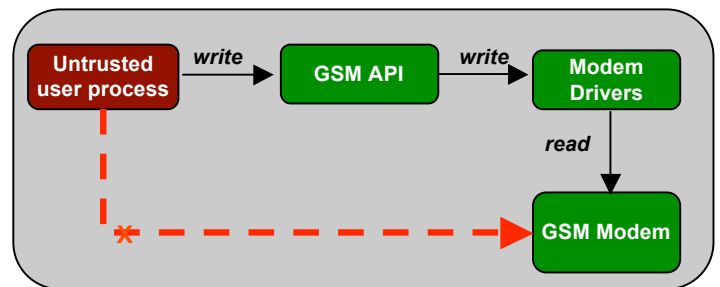 Untrusted
user process
write
GSM API
write
Modem
Drivers
read
GSM Modem
x